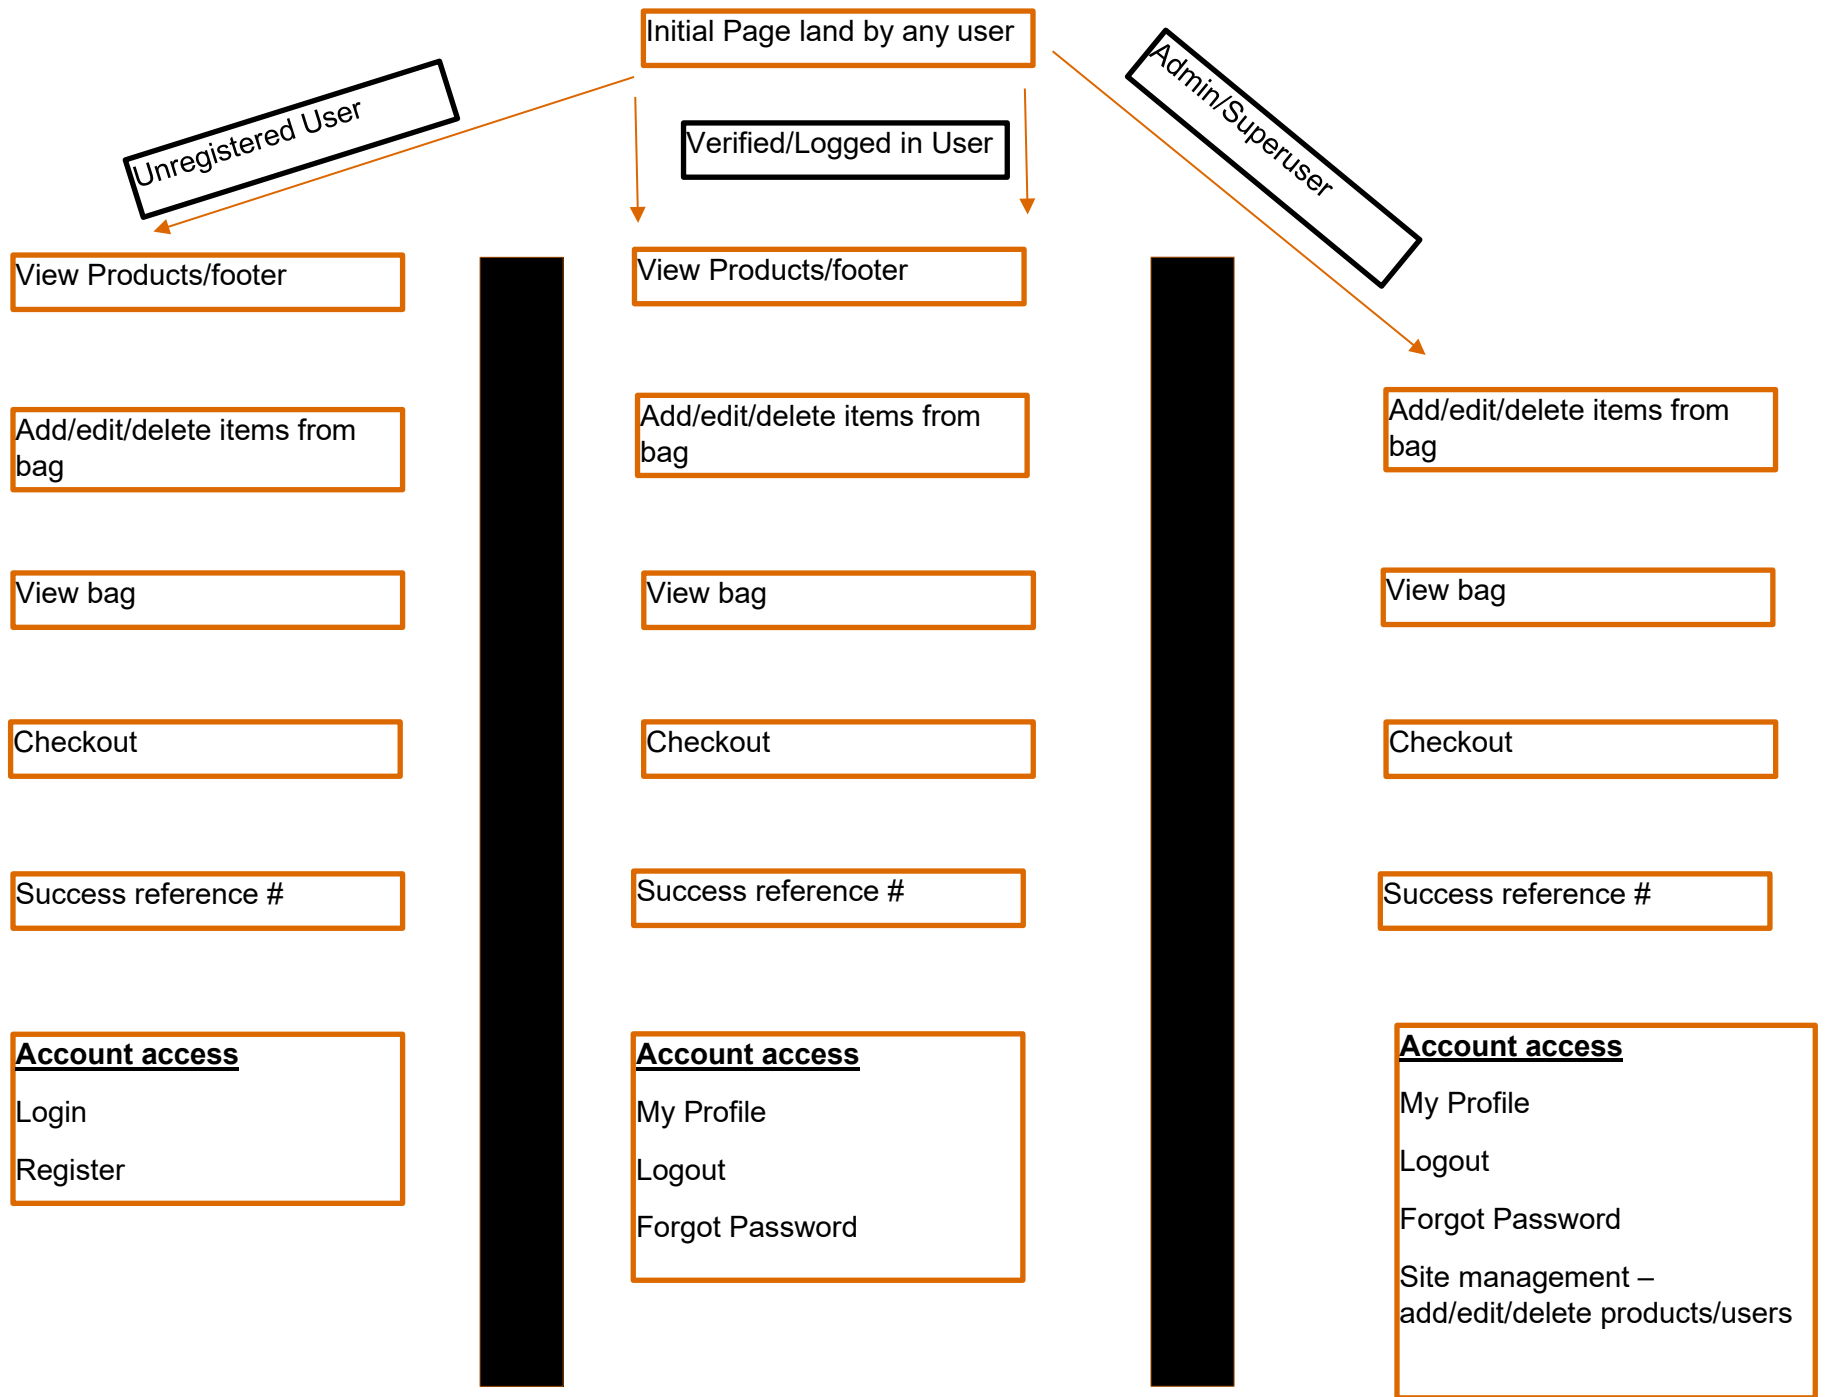 Initial Page land by any user
Unregistered User
Verified/Logged in User
Admin/Superuser
View Products/footer
Add/edit/delete items from
bag
View bag
Checkout
Success reference #
Account access
Login
Register
View Products/footer
Add/edit/delete items from
bag
View bag
Checkout
Success reference #
Account access
My Profile
Logout
Forgot Password
Add/edit/delete items from
bag
View bag
Checkout
Success reference #
Account access
My Profile
Logout
Forgot Password
Site management –
add/edit/delete products/users